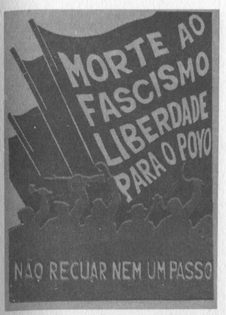 MORTE AO
FASCISMO
LIBERDADE
PARA O POVO
NÃO RECUAR NEM UM PASSO